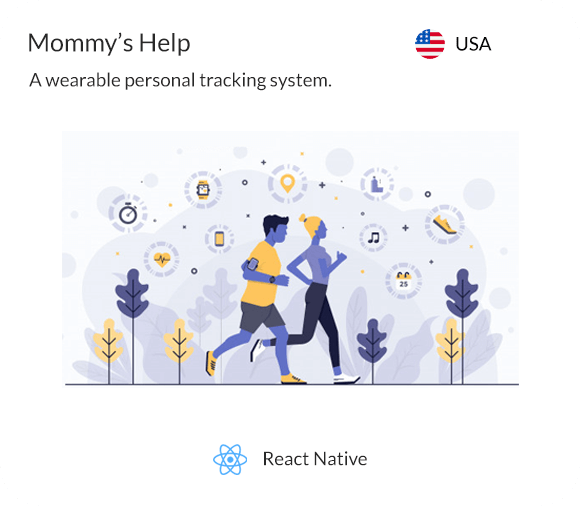 Mommy's Help
USA
A wearable personal tracking system.
25
React Native